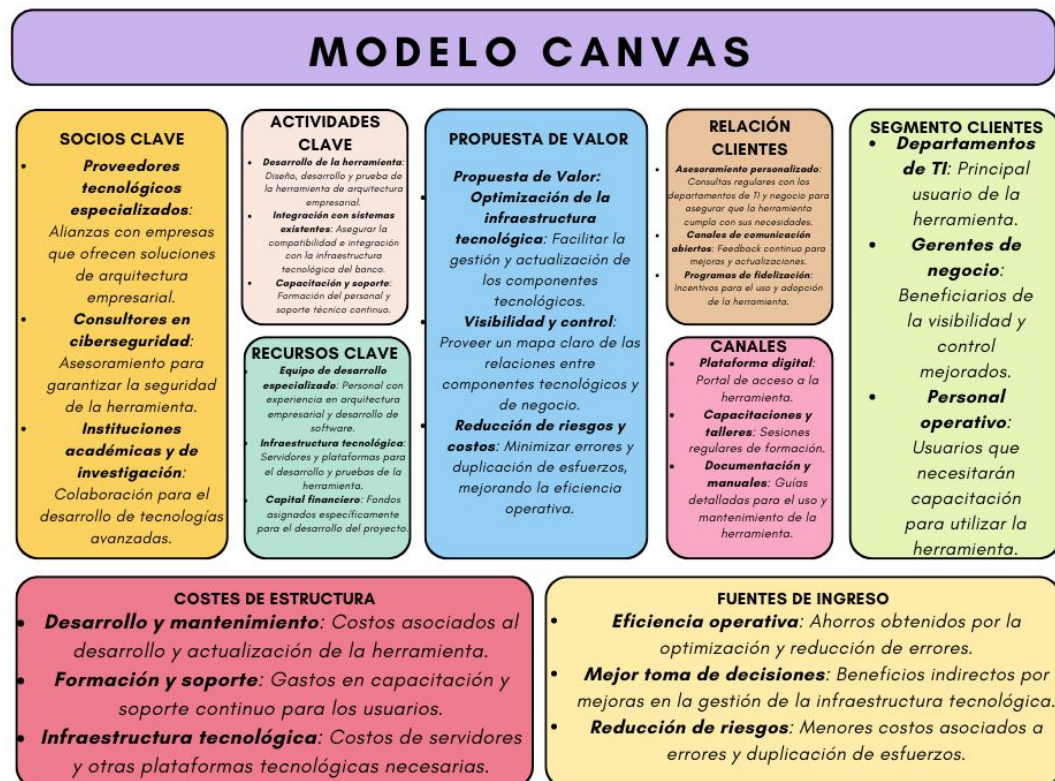 MODELO CANVAS
SOCIOS CLAVE
• Proveedores
tecnológicos
especializados:
Alianzas con empresas
que ofrecen soluciones
de arquitectura
empresarial.
• Consultores en
ciberseguridad:
Asesoramiento para
garantizar la seguridad
de la herramienta.
• Instituciones
académicas y de
investigación:
Colaboración para el
desarrollo de tecnologías
avanzadas.
ACTIVIDADES
CLAVE
• Desarrollo de la herramienta:
Diseño, desarrollo y prueba de
la herramienta de arquitectura
empresarial.
• Integración con sistemas
existentes: Asegurar la
compatibilidad e integración
con la infraestructura
tecnológica del banco.
• Capacitación y soporte:
Formación del personal y
soporte técnico continuo.
RECURSOS CLAVE
• Equipo de desarrollo
especializado: Personal con
experiencia en arquitectura
empresarial y desarrollo de
software.
• Infraestructura tecnológica:
Servidores y plataformas para
el desarrollo y pruebas de la
herramienta.
• Capital financiero: Fondos
asignados específicamente
para el desarrollo del proyecto.
PROPUESTA DE VALOR
Propuesta de Valor:
• Optimización de la
infraestructura
tecnológica: Facilitar la
gestión y actualización de
los componentes
tecnológicos.
• Visibilidad y control:
Proveer un mapa claro de las
relaciones entre
componentes tecnológicos y
de negocio.
• Reducción de riesgos y
costos: Minimizar errores y
duplicación de esfuerzos,
mejorando la eficiencia
operativa.
RELACIÓN
CLIENTES
• Asesoramiento personalizado:
Consultas regulares con los
departamentos de TI y negocio para
asegurar que la herramienta
cumpla con sus necesidades.
• Canales de comunicación
abiertos: Feedback continuo para
mejoras y actualizaciones.
• Programas de fidelización:
Incentivos para el uso y adopción
de la herramienta.
CANALES
• Plataforma digital:
Portal de acceso a la
herramienta.
• Capacitaciones y
talleres: Sesiones
regulares de formación.
• Documentación y
manuales: Guías
detalladas para el uso y
mantenimiento de la
herramienta.
SEGMENTO CLIENTES
• Departamentos
de TI: Principal
usuario de la
herramienta.
• Gerentes de
negocio:
Beneficiarios de
la visibilidad y
control
mejorados.
• Personal
operativo:
Usuarios que
necesitarán
capacitación
para utilizar la
herramienta.
COSTES DE ESTRUCTURA
• Desarrollo y mantenimiento: Costos asociados al
desarrollo y actualización de la herramienta.
• Formación y soporte: Gastos en capacitación y
soporte continuo para los usuarios.
• Infraestructura tecnológica: Costos de servidores
y otras plataformas tecnológicas necesarias.
FUENTES DE INGRESO
• Eficiencia operativa: Ahorros obtenidos por la
optimización y reducción de errores.
• Mejor toma de decisiones: Beneficios indirectos por
mejoras en la gestión de la infraestructura tecnológica.
• Reducción de riesgos: Menores costos asociados a
errores y duplicación de esfuerzos.